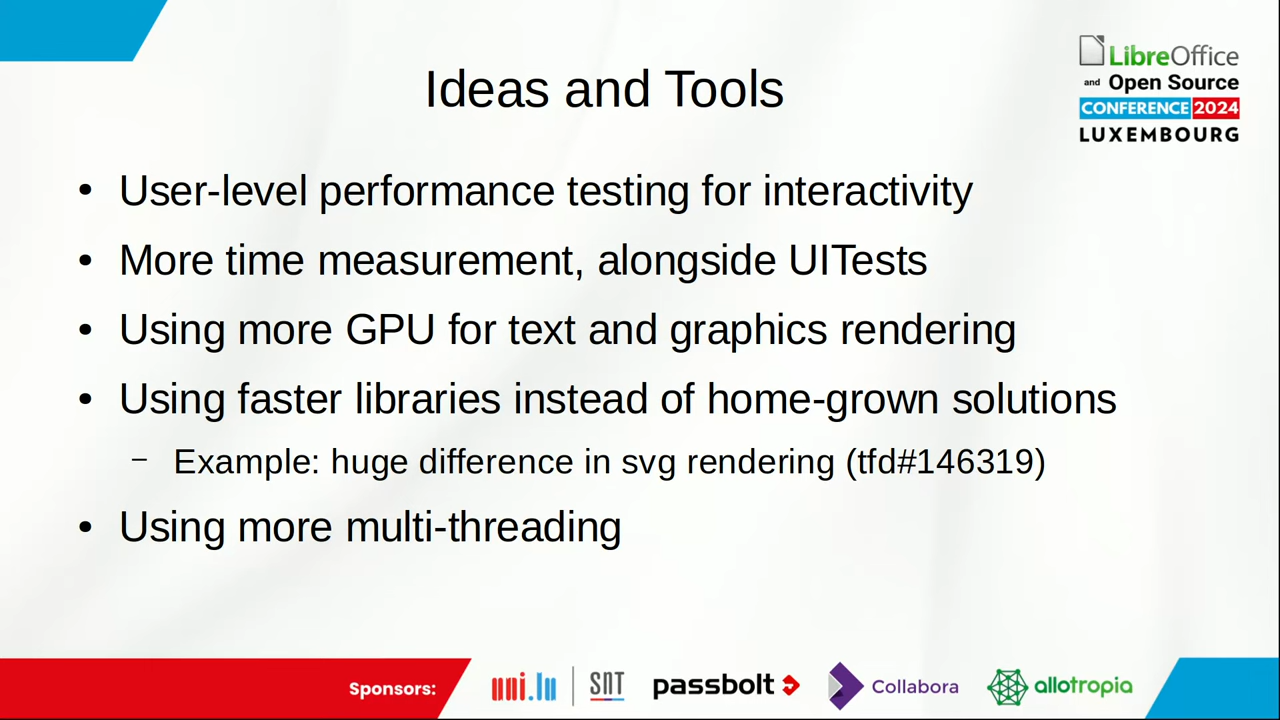 LibreOffice
and Open Source
CONFERENCE 2024
LUXEMBOURG
Ideas and Tools
• User-level performance testing for interactivity
• More time measurement, alongside UITests
• Using more GPU for text and graphics rendering
• Using faster libraries instead of home-grown solutions
– Example: huge difference in svg rendering (tfd#146319)
• Using more multi-threading
Sponsors: uni.lu SNT passbolt Collabora allotropia